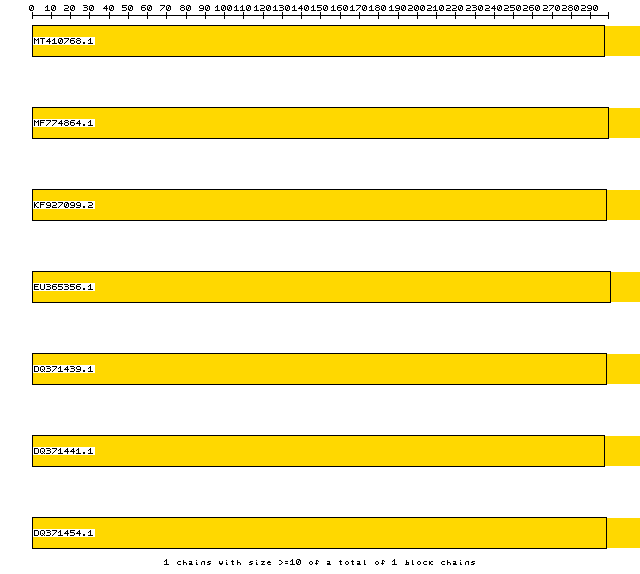 0 10 20 30 40 50 60 70 80 90 100 110 120 130 140 150 160 170 180 190 200 210 220 230 240 250 260 270 280 290
MT410768.1
MF774864.1
KF927099.2
EU365356.1
DQ371439.1
DQ371441.1
DQ371454.1
1 chains with size >=10 of a total of 1 block chains